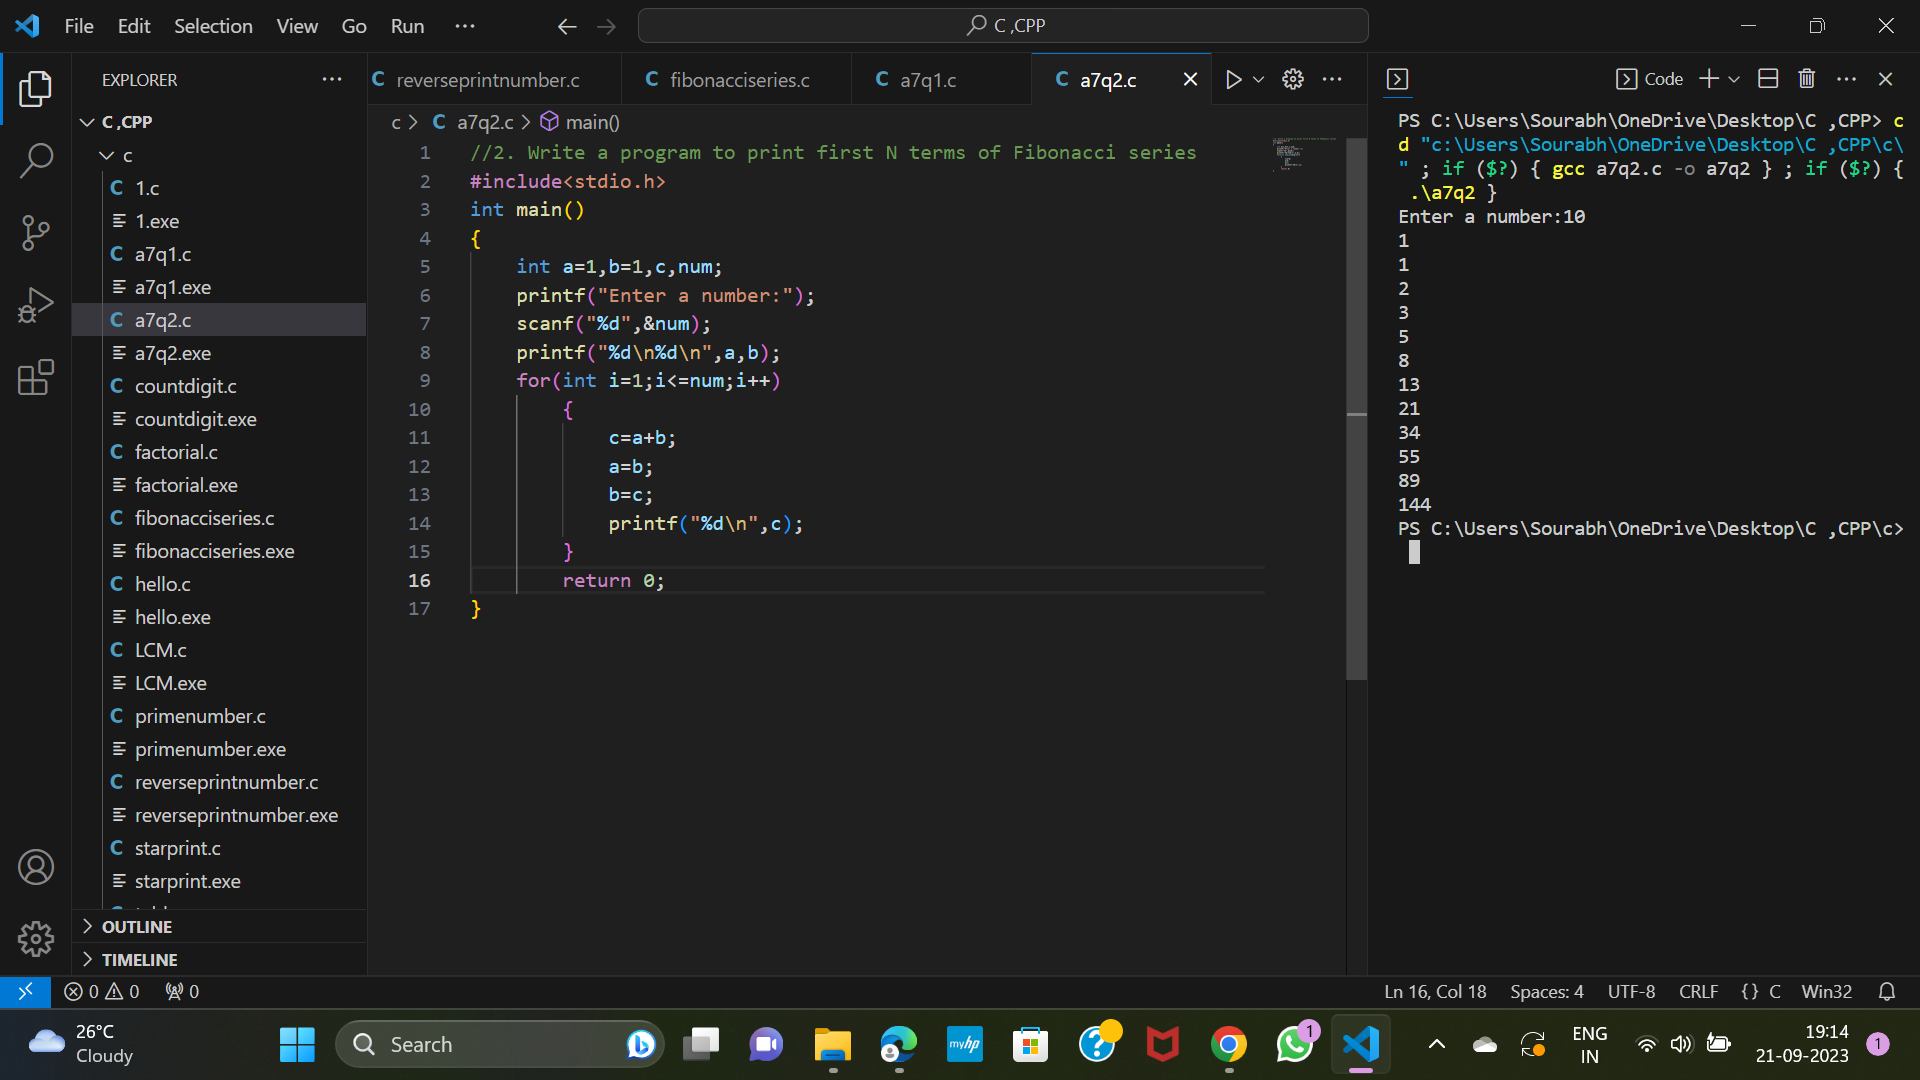 File Edit Selection View Go Run ···
C ,CPP
EXPLORER
C ,CPP
c
1.c
1.exe
a7q1.c
a7q1.exe
a7q2.c
a7q2.exe
countdigit.c
countdigit.exe
factorial.c
factorial.exe
fibonacciseries.c
fibonacciseries.exe
hello.c
hello.exe
LCM.c
LCM.exe
primenumber.c
primenumber.exe
reverseprintnumber.c
reverseprintnumber.exe
starprint.c
starprint.exe
OUTLINE
TIMELINE
C reverseprintnumber.c C fibonacciseries.c C a7q1.c C a7q2.c
c > C a7q2.c > main()
1 //2. Write a program to print first N terms of Fibonacci series
2 #include<stdio.h>
3 int main()
4 {
5 int a=1,b=1,c,num;
6 printf("Enter a number:");
7 scanf("%d",&num);
8 printf("%d\n%d\n",a,b);
9 for(int i=1;i<=num;i++)
10 {
11 c=a+b;
12 a=b;
13 b=c;
14 printf("%d\n",c);
15 }
16 return 0;
17 }
Code
PS C:\Users\Sourabh\OneDrive\Desktop\C ,CPP> c
d "c:\Users\Sourabh\OneDrive\Desktop\C ,CPP\c\
" ; if ($?) { gcc a7q2.c -o a7q2 } ; if ($?) {
.\a7q2 }
Enter a number:10
1
1
2
3
5
8
13
21
34
55
89
144
PS C:\Users\Sourabh\OneDrive\Desktop\C ,CPP\c>
0 0 0
Ln 16, Col 18 Spaces: 4 UTF-8 CRLF {} C Win32
26°C
Cloudy
Search
myhp
1
ENG
IN
19:14
21-09-2023
1